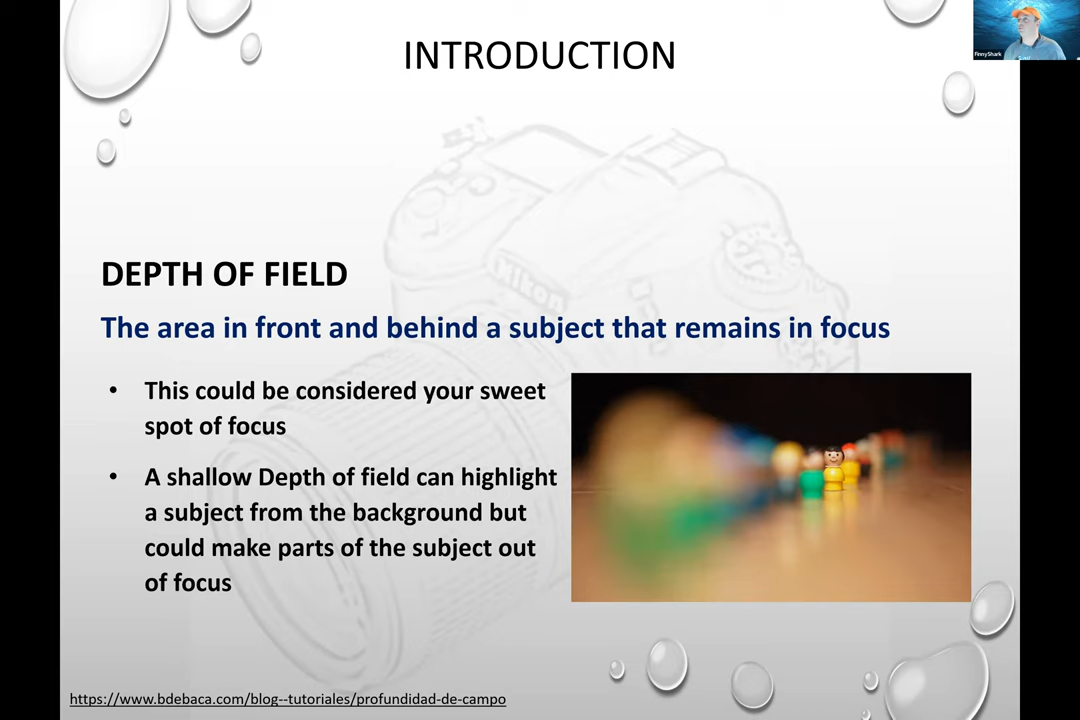 INTRODUCTION
FinnyShark
Nikon
DEPTH OF FIELD
The area in front and behind a subject that remains in focus
• This could be considered your sweet
spot of focus
• A shallow Depth of field can highlight
a subject from the background but
could make parts of the subject out
of focus
https://www.bdebaca.com/blog--tutoriales/profundidad-de-campo